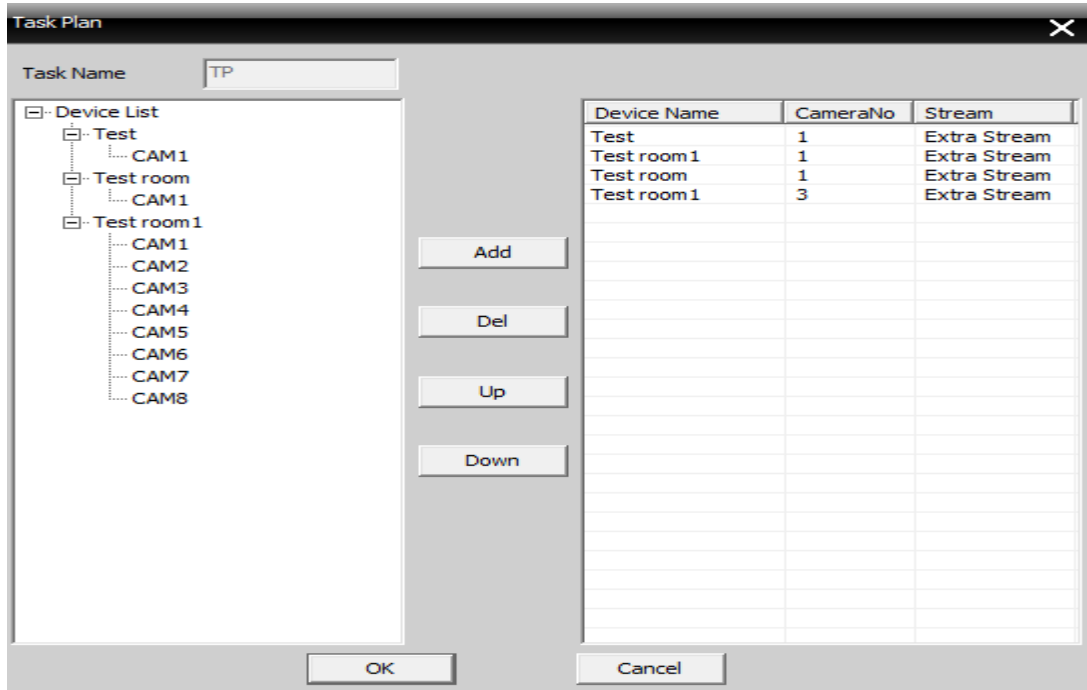 Task Plan
Task Name TP
Device List
Test
CAM1
Test room
CAM1
Test room1
CAM1
CAM2
CAM3
CAM4
CAM5
CAM6
CAM7
CAM8
Add
Del
Up
Down
Device Name CameraNo Stream
Test 1 Extra Stream
Test room1 1 Extra Stream
Test room 1 Extra Stream
Test room1 3 Extra Stream
OK Cancel